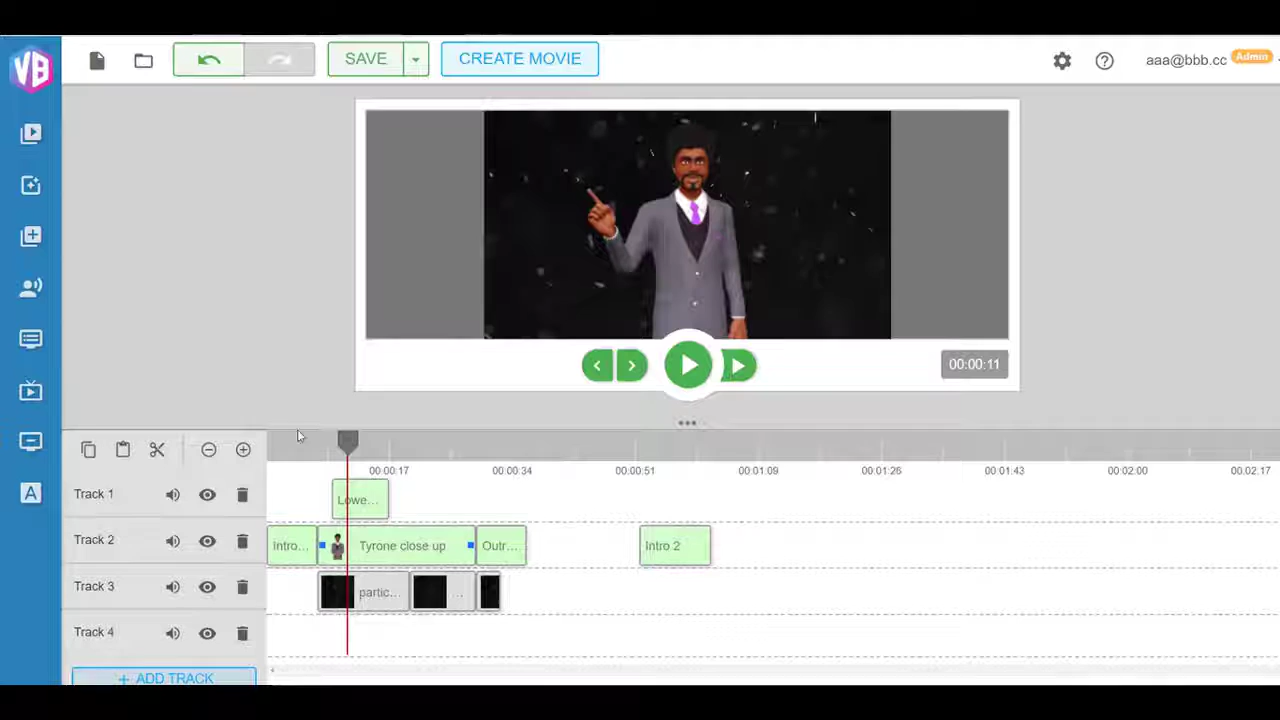 VB
SAVE
CREATE MOVIE
aaa@bbb.cc
Admin
00:00:11
00:00:17
00:00:34
00:00:51
00:01:09
00:01:26
00:01:43
00:02:00
00:02:17
Track 1
Lowe...
Track 2
Intro...
Tyrone close up
Outr...
Intro 2
Track 3
partic...
...
Track 4
+ ADD TRACK
A